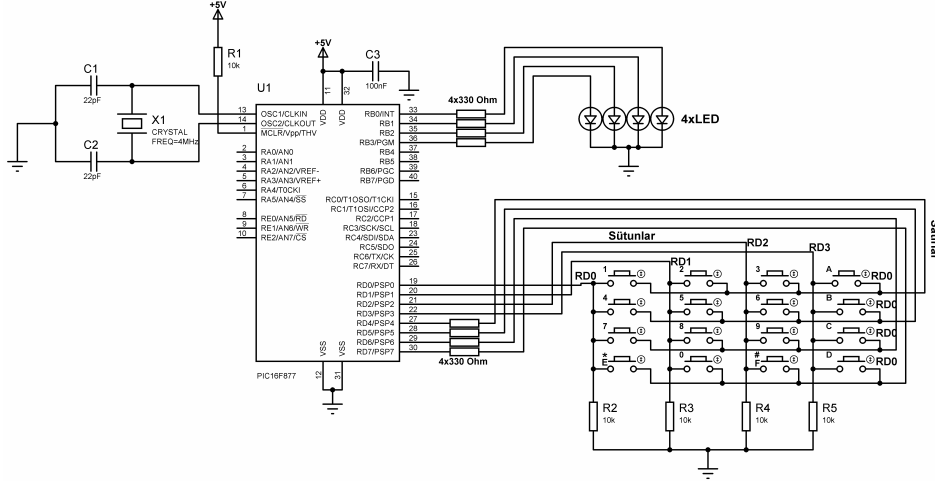 +5V
R1
10k
+5V
C3
100nF
C1
22pF
X1
CRYSTAL
FREQ=4MHz
C2
22pF
U1
11
32
VDD
VDD
13 OSC1/CLKIN
14 OSC2/CLKOUT
1 MCLR/Vpp/THV
2 RA0/AN0
3 RA1/AN1
4 RA2/AN2/VREF-
5 RA3/AN3/VREF+
6 RA4/T0CKI
7 RA5/AN4/SS
8 RE0/AN5/RD
9 RE1/AN6/WR
10 RE2/AN7/CS
RB0/INT 33
RB1 34
RB2 35
RB3/PGM 36
RB4 37
RB5 38
RB6/PGC 39
RB7/PGD 40
RC0/T1OSO/T1CKI 15
RC1/T1OSI/CCP2 16
RC2/CCP1 17
RC3/SCK/SCL 18
RC4/SDI/SDA 23
RC5/SDO 24
RC6/TX/CK 25
RC7/RX/DT 26
RD0/PSP0 19
RD1/PSP1 20
RD2/PSP2 21
RD3/PSP3 22
RD4/PSP4 27
RD5/PSP5 28
RD6/PSP6 29
RD7/PSP7 30
VSS
VSS
12
31
PIC16F877
4x330 Ohm
4xLED
4x330 Ohm
Sütunlar
RD0
RD1
RD2
RD3
1 2 3 A RD0
4 5 6 B RD0
7 8 9 C RD0
* 0 # D RD0
E F
R2
10k
R3
10k
R4
10k
R5
10k